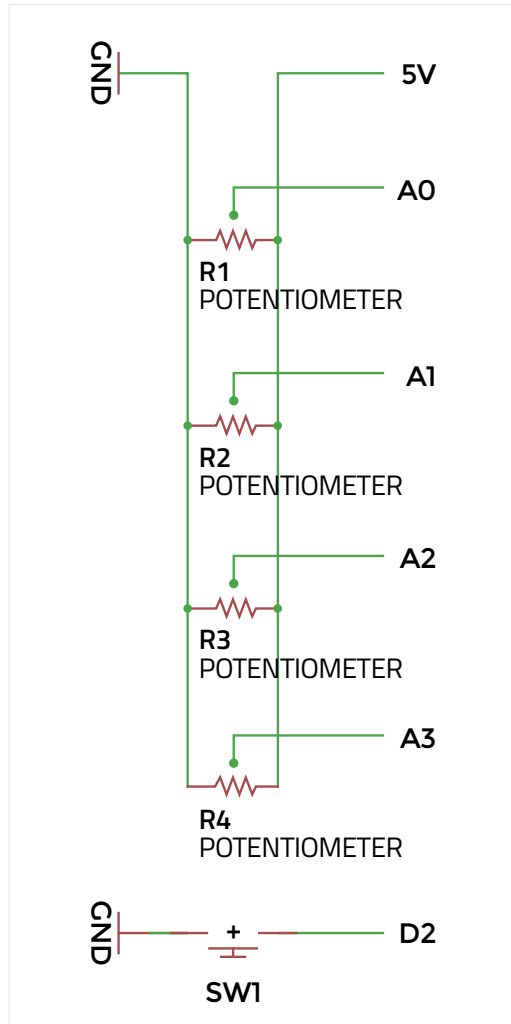 GND
5V
A0
R1
POTENTIOMETER
A1
R2
POTENTIOMETER
A2
R3
POTENTIOMETER
A3
R4
POTENTIOMETER
GND
+
D2
SW1